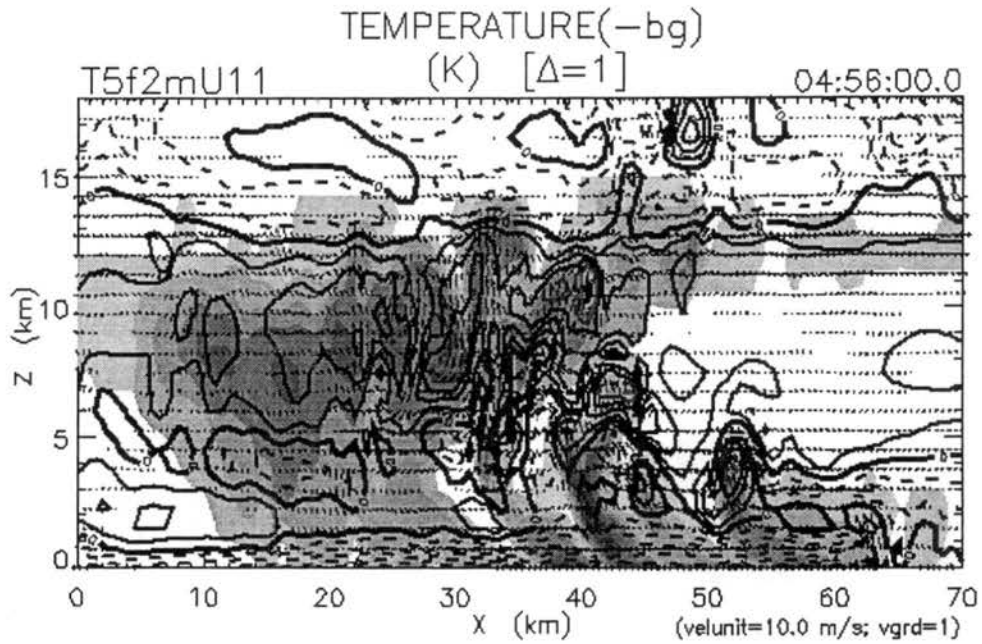 TEMPERATURE(-bg)
(K) [Δ=1]
T5f2mU11
04:56:00.0
15
10
5
0
Z (km)
0 10 20 30 40 50 60 70
X (km)
(velunit=10.0 m/s; vgrd=1)